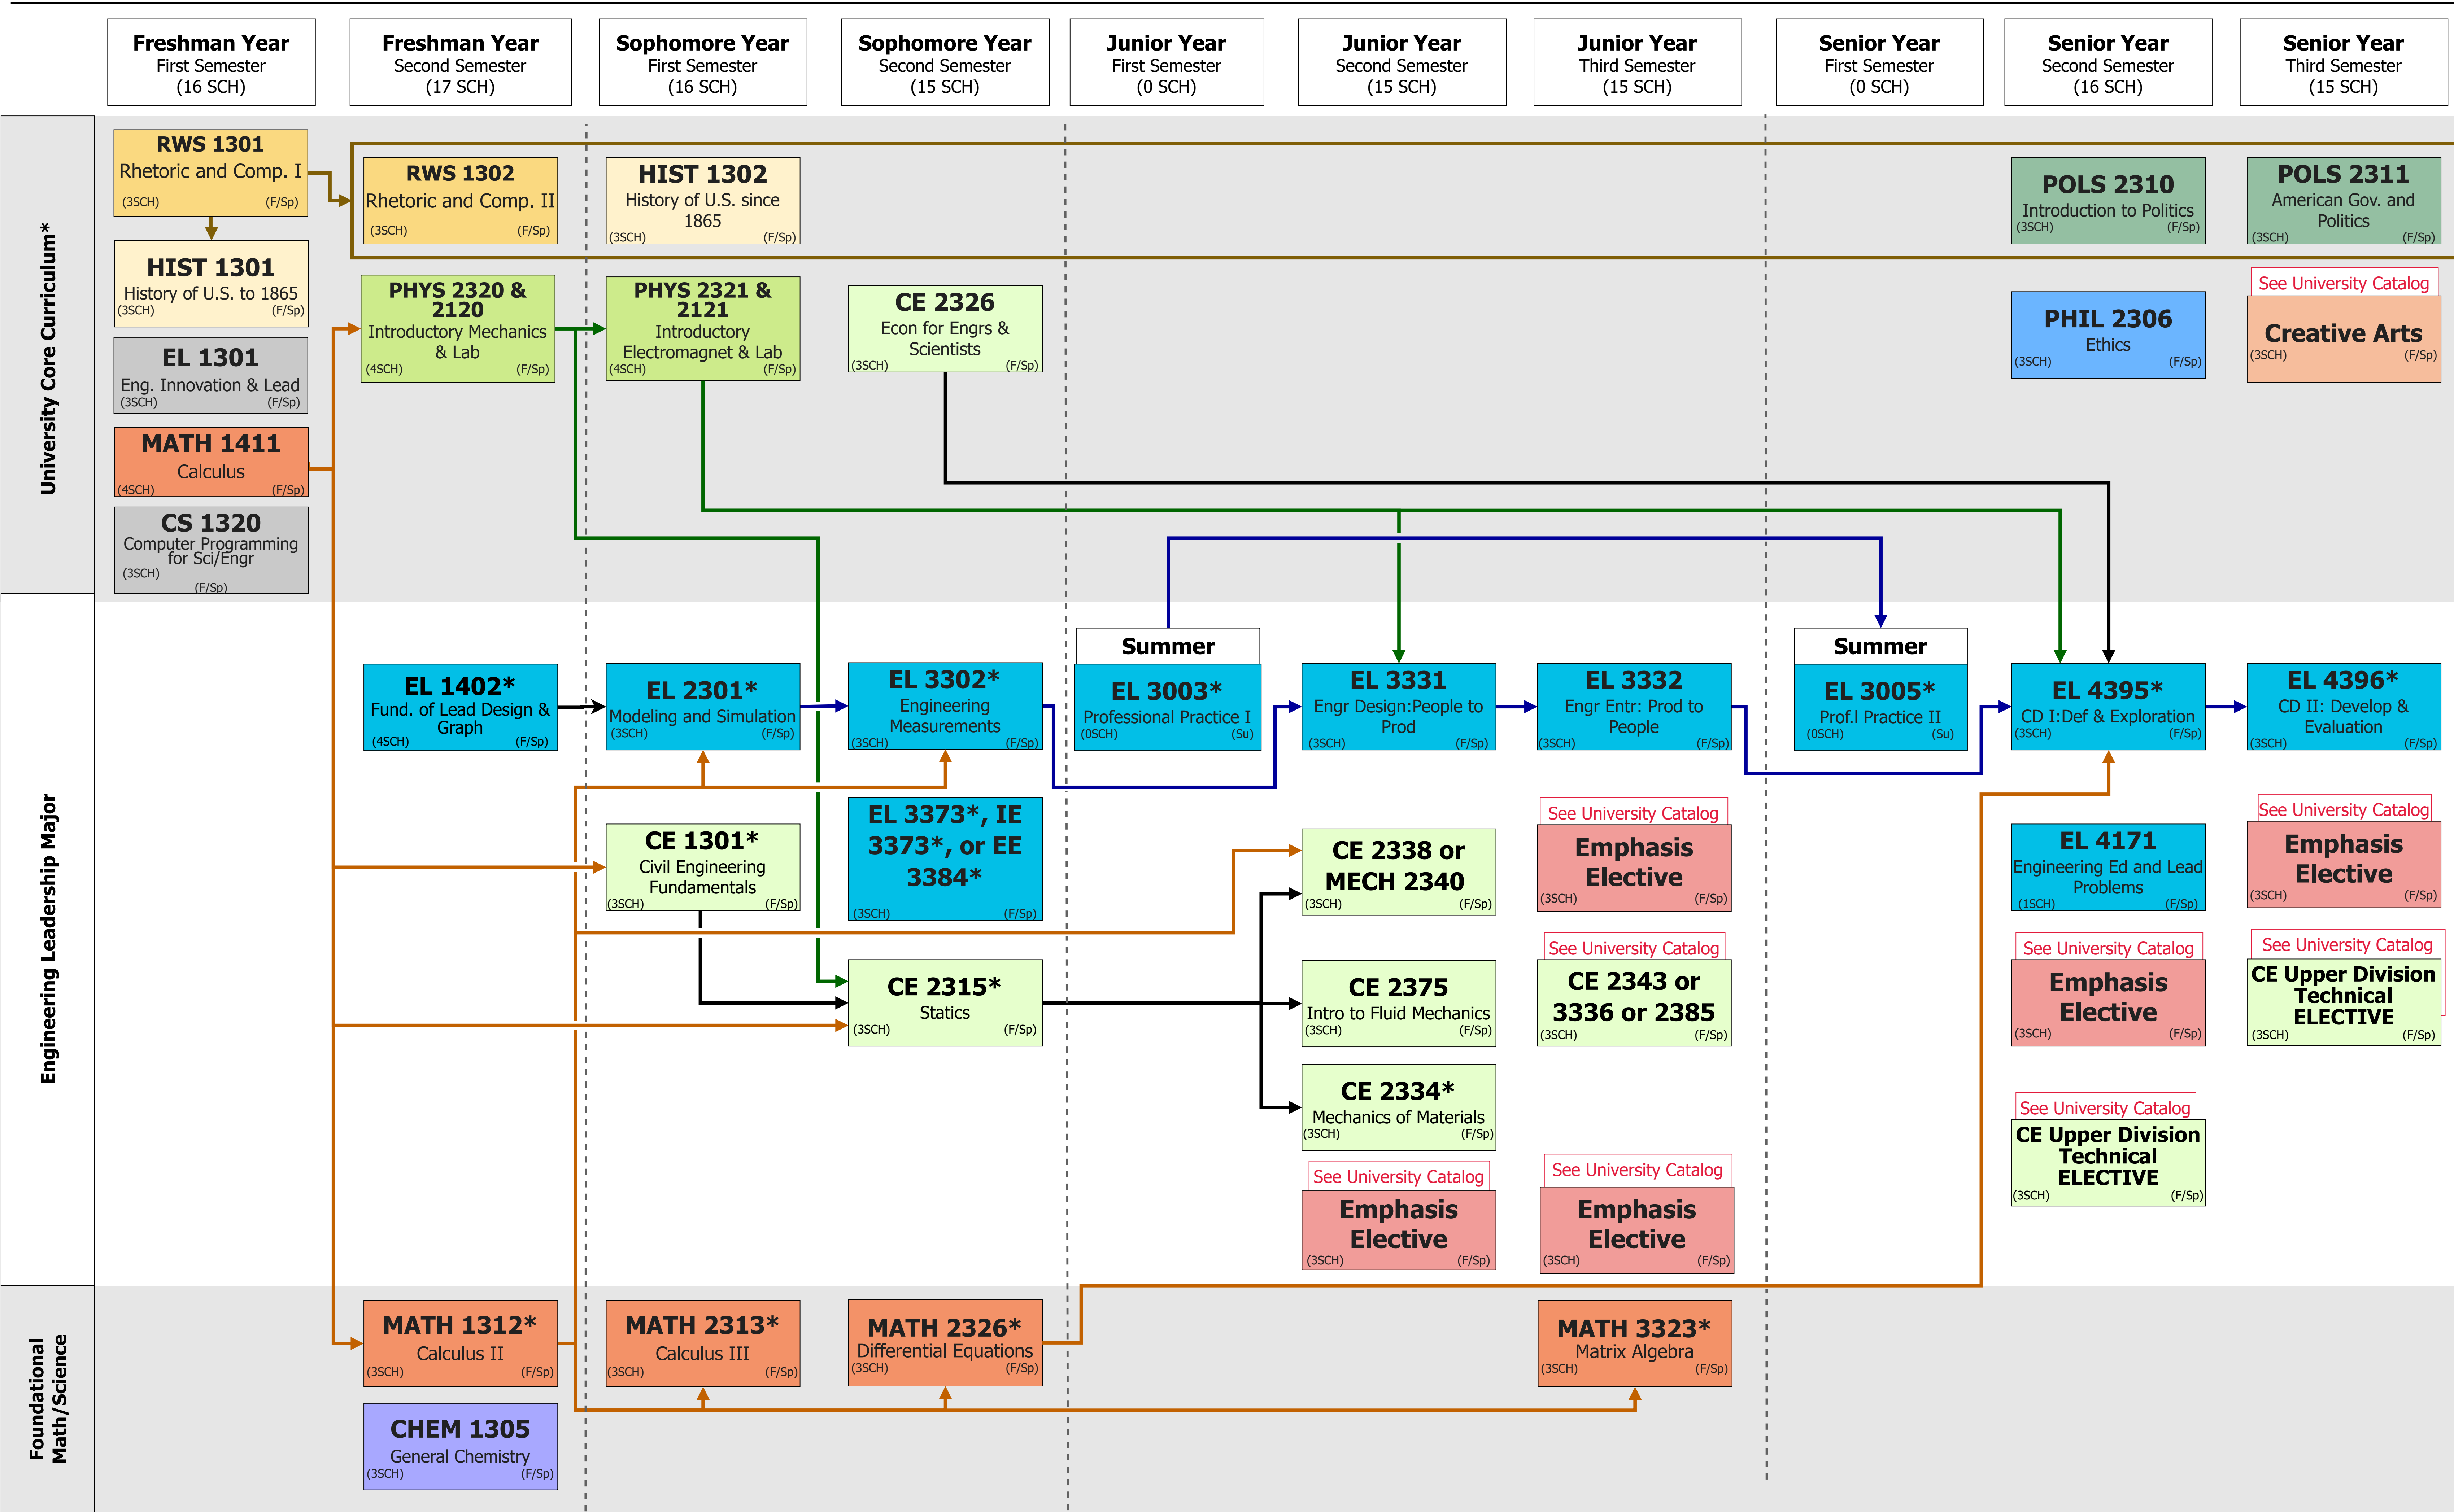 Freshman Year
First Semester
(16 SCH)
Freshman Year
Second Semester
(17 SCH)
Sophomore Year
First Semester
(16 SCH)
Sophomore Year
Second Semester
(15 SCH)
Junior Year
First Semester
(0 SCH)
Junior Year
Second Semester
(15 SCH)
Junior Year
Third Semester
(15 SCH)
Senior Year
First Semester
(0 SCH)
Senior Year
Second Semester
(16 SCH)
Senior Year
Third Semester
(15 SCH)
University Core Curriculum*
RWS 1301
Rhetoric and Comp. I
(3SCH) (F/Sp)
HIST 1301
History of U.S. to 1865
(3SCH) (F/Sp)
EL 1301
Eng. Innovation & Lead
(3SCH) (F/Sp)
MATH 1411
Calculus
(4SCH) (F/Sp)
CS 1320
Computer Programming
for Sci/Engr
(3SCH)
(F/Sp)
RWS 1302
Rhetoric and Comp. II
(3SCH) (F/Sp)
PHYS 2320 &
2120
Introductory Mechanics
& Lab
(4SCH) (F/Sp)
HIST 1302
History of U.S. since
1865
(3SCH) (F/Sp)
PHYS 2321 &
2121
Introductory
Electromagnet & Lab
(4SCH) (F/Sp)
CE 2326
Econ for Engrs &
Scientists
(3SCH) (F/Sp)
POLS 2310
Introduction to Politics
(3SCH) (F/Sp)
PHIL 2306
Ethics
(3SCH) (F/Sp)
POLS 2311
American Gov. and
Politics
(3SCH) (F/Sp)
See University Catalog
Creative Arts
(3SCH) (F/Sp)
Engineering Leadership Major
EL 1402*
Fund. of Lead Design &
Graph
(4SCH) (F/Sp)
EL 2301*
Modeling and Simulation
(3SCH) (F/Sp)
CE 1301*
Civil Engineering
Fundamentals
(3SCH) (F/Sp)
EL 3302*
Engineering
Measurements
(3SCH) (F/Sp)
EL 3373*, IE
3373*, or EE
3384*
(3SCH) (F/Sp)
CE 2315*
Statics
(3SCH) (F/Sp)
Summer
EL 3003*
Professional Practice I
(0SCH) (Su)
EL 3331
Engr Design:People to
Prod
(3SCH) (F/Sp)
CE 2338 or
MECH 2340
(3SCH) (F/Sp)
CE 2375
Intro to Fluid Mechanics
(3SCH) (F/Sp)
CE 2334*
Mechanics of Materials
(3SCH) (F/Sp)
See University Catalog
Emphasis
Elective
(3SCH) (F/Sp)
EL 3332
Engr Entr: Prod to
People
(3SCH) (F/Sp)
See University Catalog
Emphasis
Elective
(3SCH) (F/Sp)
See University Catalog
CE 2343 or
3336 or 2385
(3SCH) (F/Sp)
See University Catalog
Emphasis
Elective
(3SCH) (F/Sp)
Summer
EL 3005*
Prof.l Practice II
(0SCH) (Su)
EL 4395*
CD I:Def & Exploration
(3SCH) (F/Sp)
EL 4171
Engineering Ed and Lead
Problems
(1SCH) (F/Sp)
See University Catalog
Emphasis
Elective
(3SCH) (F/Sp)
See University Catalog
CE Upper Division
Technical
ELECTIVE
(3SCH) (F/Sp)
EL 4396*
CD II: Develop &
Evaluation
(3SCH) (F/Sp)
See University Catalog
Emphasis
Elective
(3SCH) (F/Sp)
See University Catalog
CE Upper Division
Technical
ELECTIVE
(3SCH) (F/Sp)
Foundational
Math/Science
MATH 1312*
Calculus II
(3SCH) (F/Sp)
CHEM 1305
General Chemistry
(3SCH) (F/Sp)
MATH 2313*
Calculus III
(3SCH) (F/Sp)
MATH 2326*
Differential Equations
(3SCH) (F/Sp)
MATH 3323*
Matrix Algebra
(3SCH) (F/Sp)